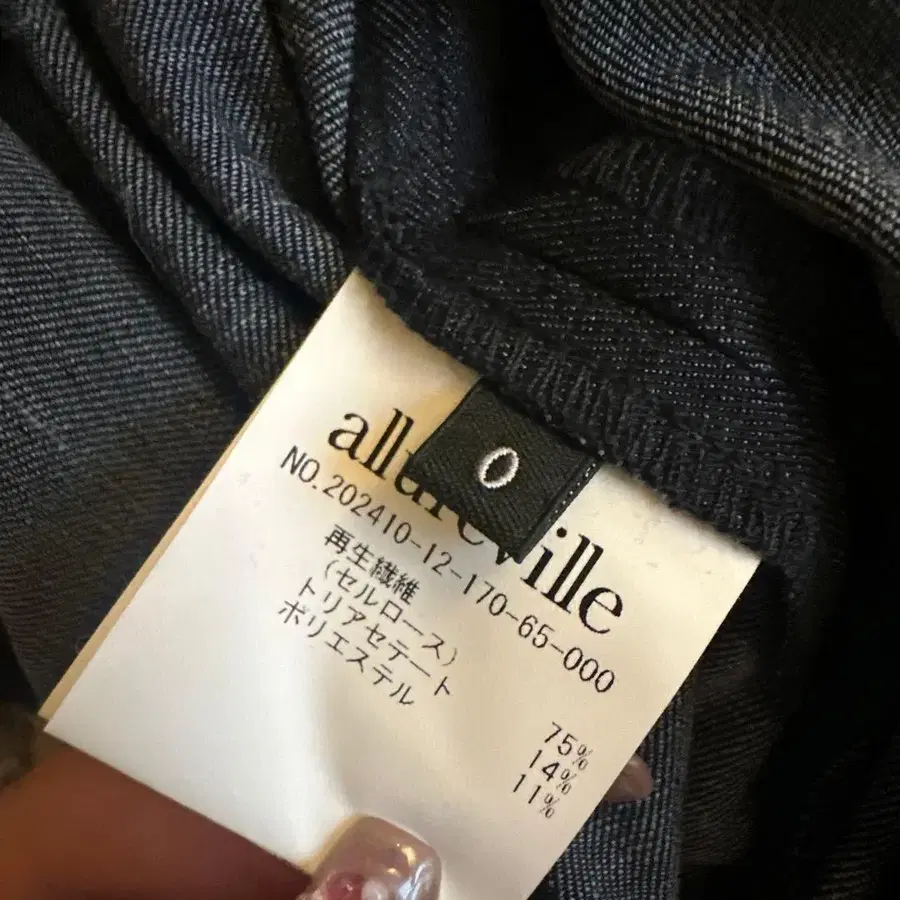 allureville
0
NO.202410-12-170-65-000
再生繊維
(セルロース) 75%
トリアセテート 14%
ポリエステル 11%